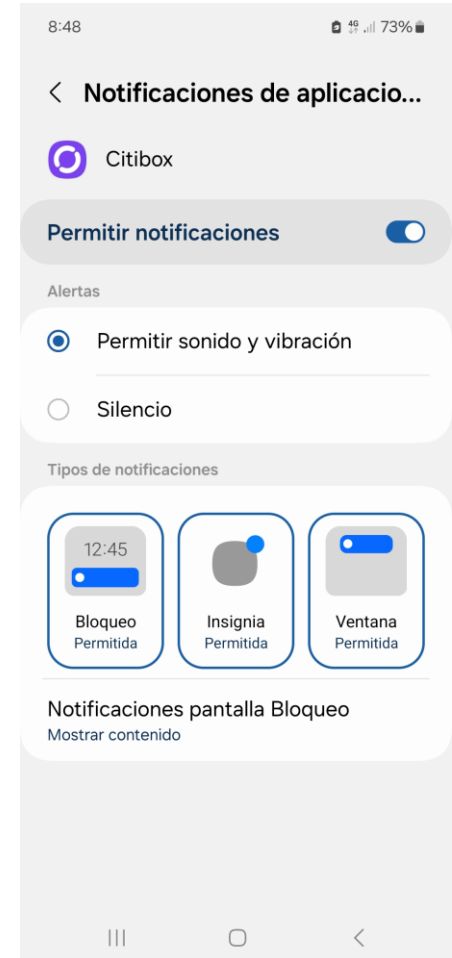 8:48
4G
73%
Notificaciones de aplicacio...
Citibox
Permitir notificaciones
Alertas
Permitir sonido y vibración
Silencio
Tipos de notificaciones
12:45
Bloqueo
Permitida
Insignia
Permitida
Ventana
Permitida
Notificaciones pantalla Bloqueo
Mostrar contenido